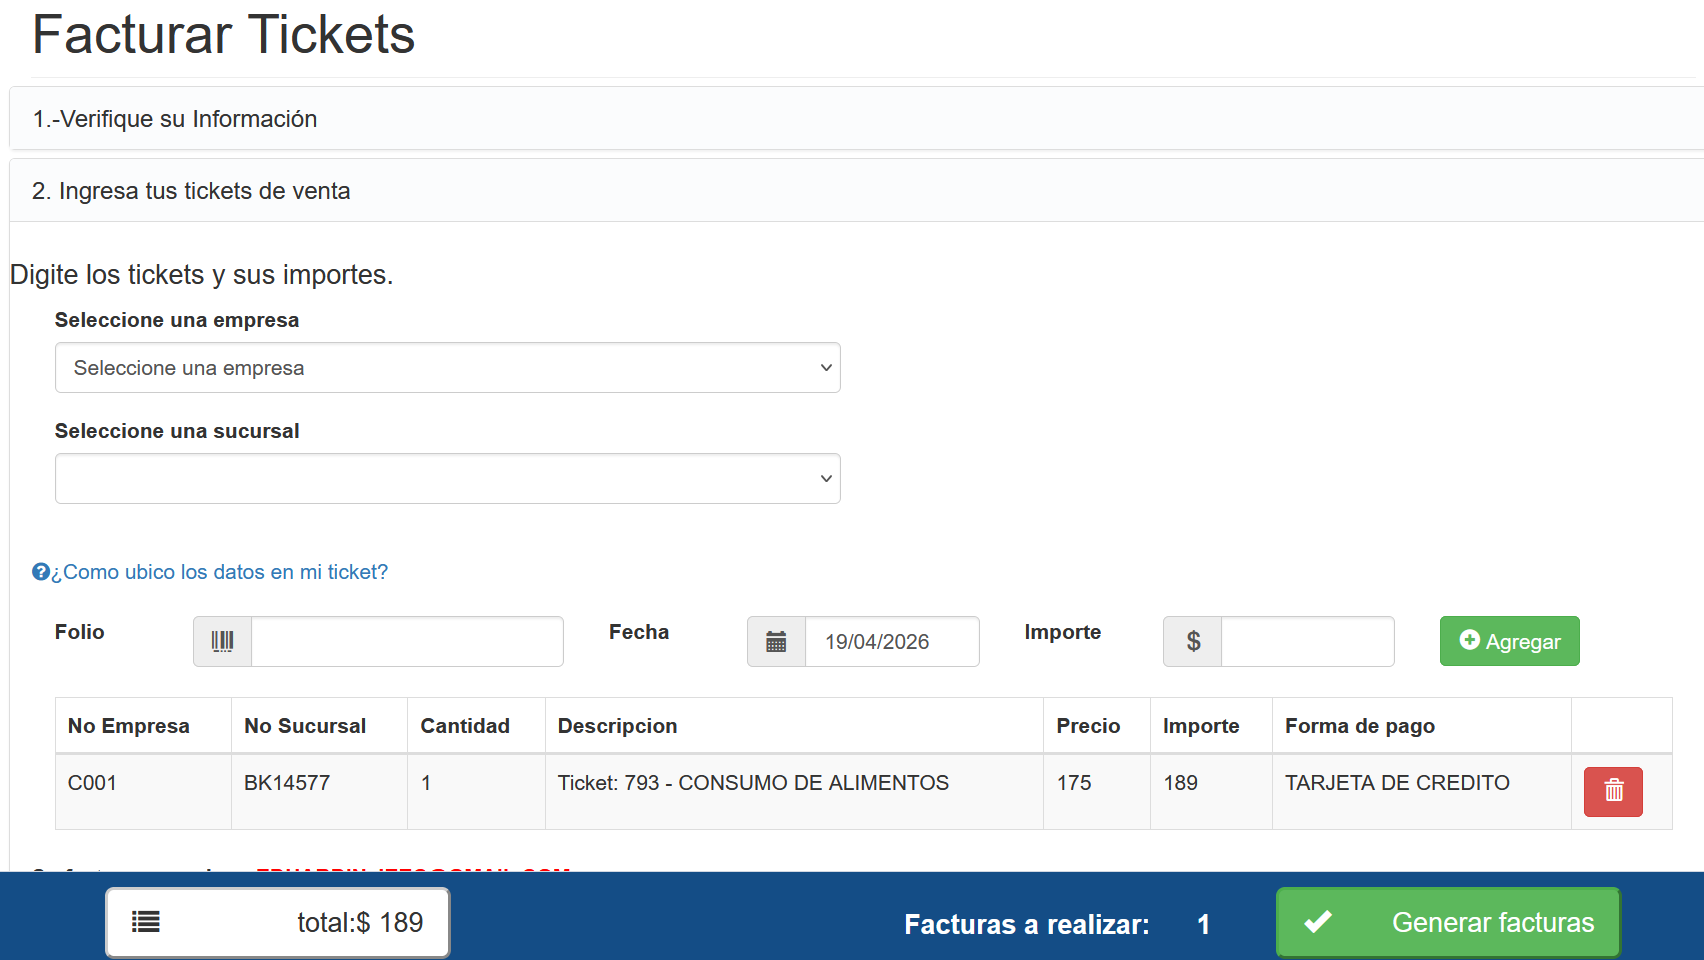 Facturar Tickets
1.-Verifique su Información
2. Ingresa tus tickets de venta
Digite los tickets y sus importes.
Seleccione una empresa
Seleccione una empresa
Seleccione una sucursal
¿Como ubico los datos en mi ticket?
Folio Fecha 19/04/2026 Importe $ Agregar
No Empresa No Sucursal Cantidad Descripcion Precio Importe Forma de pago
C001 BK14577 1 Ticket: 793 - CONSUMO DE ALIMENTOS 175 189 TARJETA DE CREDITO
total:$ 189 Facturas a realizar: 1 Generar facturas